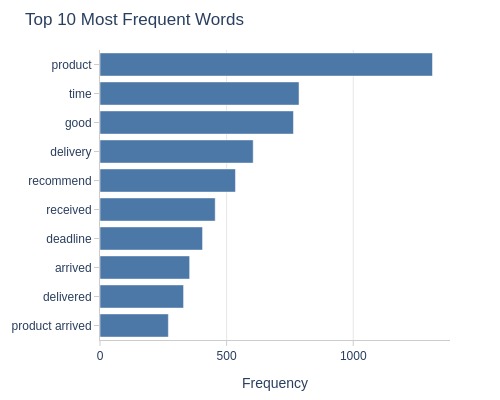 Top 10 Most Frequent Words
product
time
good
delivery
recommend
received
deadline
arrived
delivered
product arrived
0 500 1000
Frequency